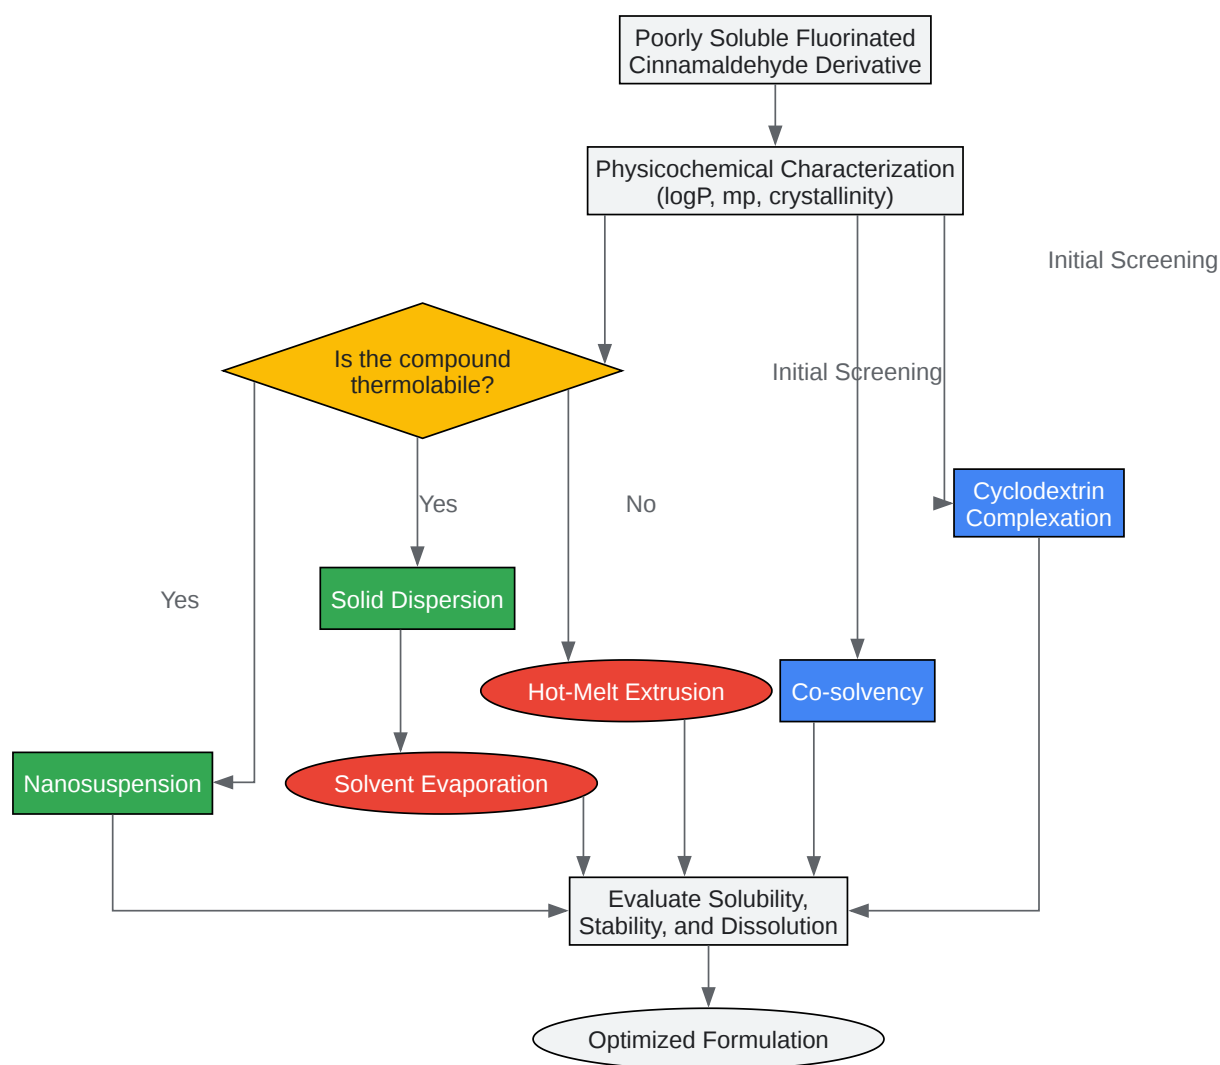 Poorly Soluble Fluorinated
Cinnamaldehyde Derivative
Physicochemical Characterization
(logP, mp, crystallinity)
Initial Screening
Is the compound
thermolabile?
Initial Screening
Cyclodextrin
Complexation
Yes
No
Yes
Solid Dispersion
Hot-Melt Extrusion
Co-solvency
Nanosuspension
Solvent Evaporation
Evaluate Solubility,
Stability, and Dissolution
Optimized Formulation